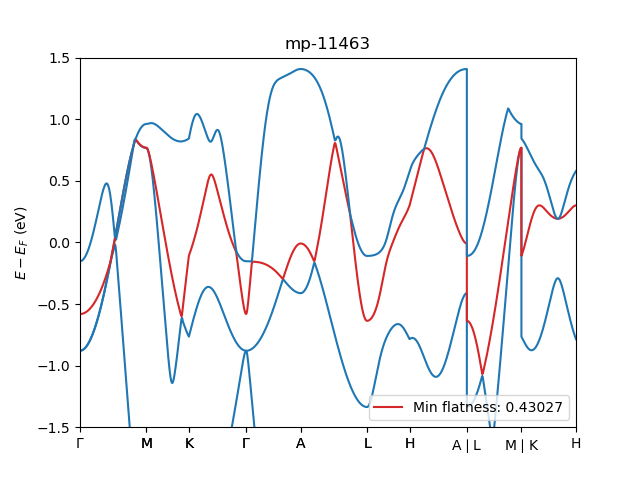 mp-11463
E − E_F (eV)
1.5
1.0
0.5
0.0
−0.5
−1.0
−1.5
Min flatness: 0.43027
Γ M K Γ A L H A | L M | K H